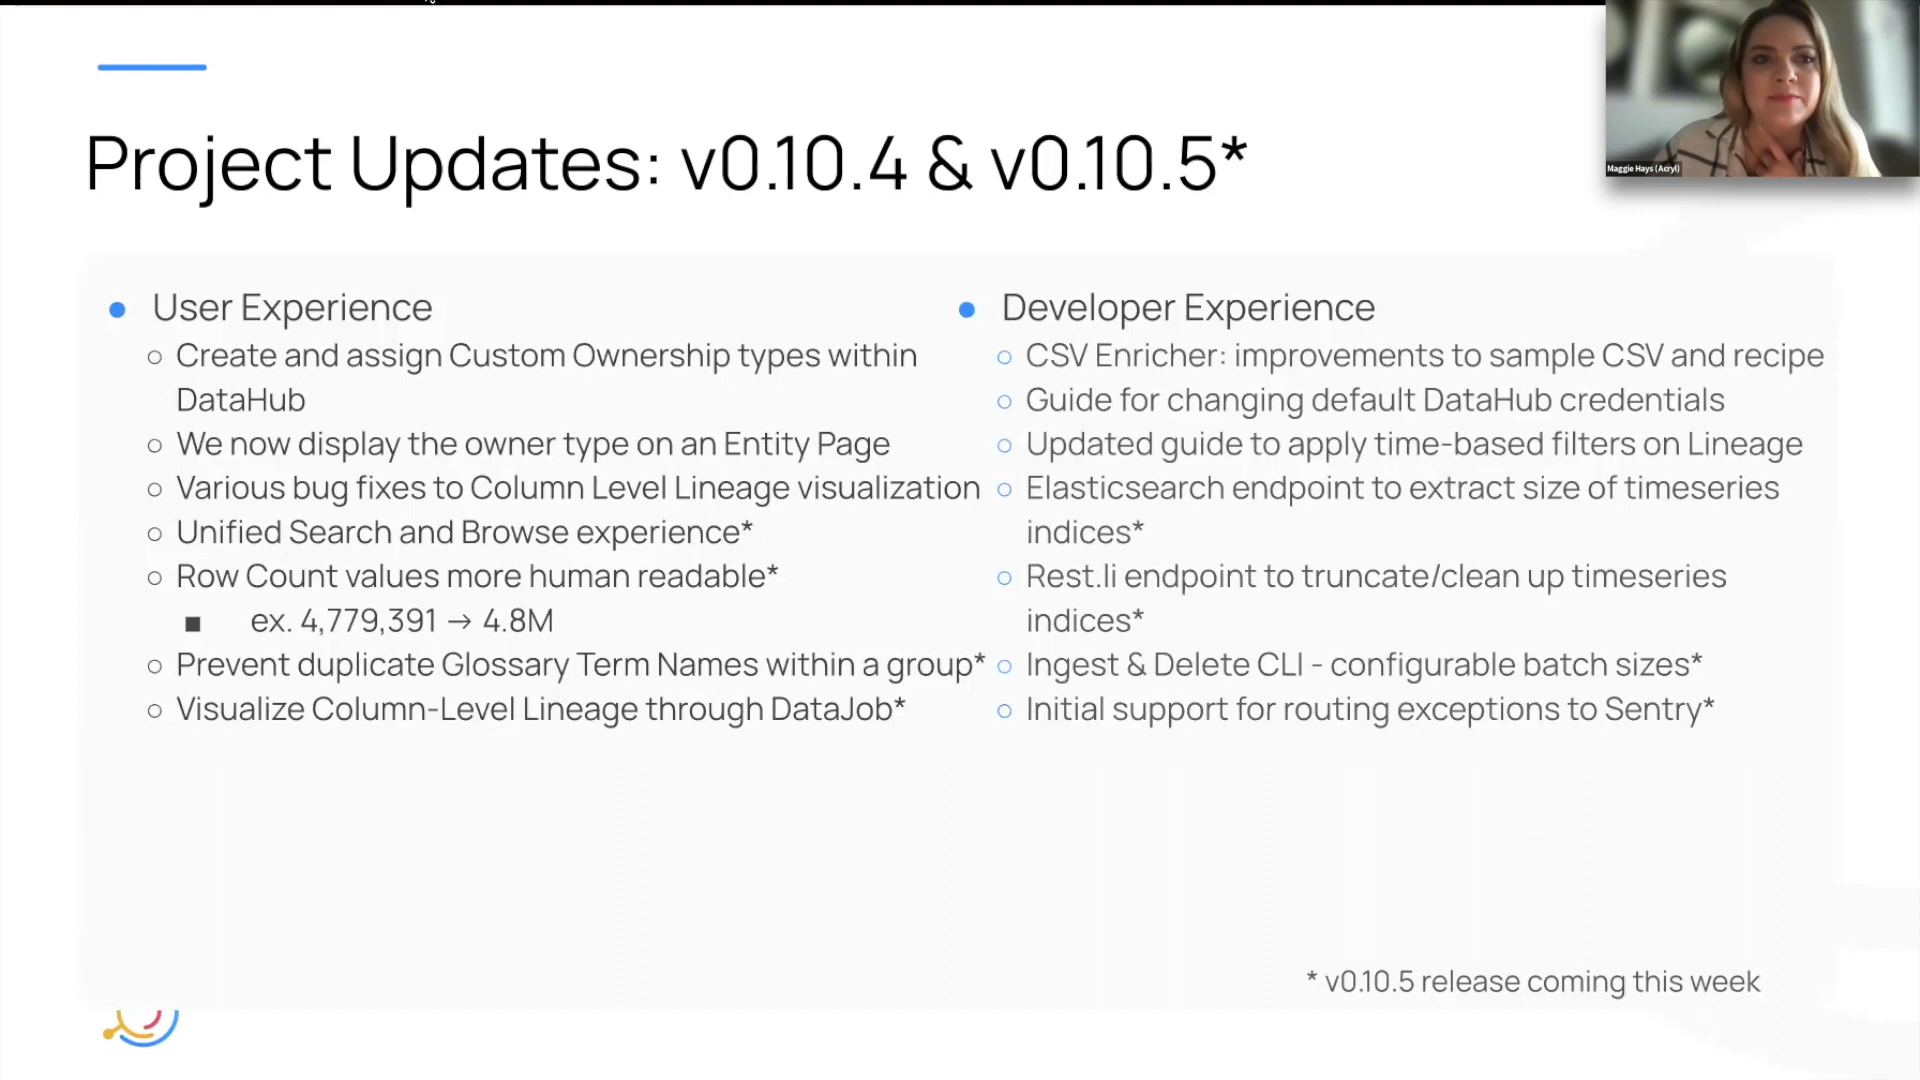 Maggie Hays (Acryl)
Project Updates: v0.10.4 & v0.10.5*
● User Experience
○ Create and assign Custom Ownership types within
DataHub
○ We now display the owner type on an Entity Page
○ Various bug fixes to Column Level Lineage visualization
○ Unified Search and Browse experience*
○ Row Count values more human readable*
■ ex. 4,779,391 → 4.8M
○ Prevent duplicate Glossary Term Names within a group*
○ Visualize Column-Level Lineage through DataJob*
● Developer Experience
○ CSV Enricher: improvements to sample CSV and recipe
○ Guide for changing default DataHub credentials
○ Updated guide to apply time-based filters on Lineage
○ Elasticsearch endpoint to extract size of timeseries
indices*
○ Rest.li endpoint to truncate/clean up timeseries
indices*
○ Ingest & Delete CLI - configurable batch sizes*
○ Initial support for routing exceptions to Sentry*
* v0.10.5 release coming this week